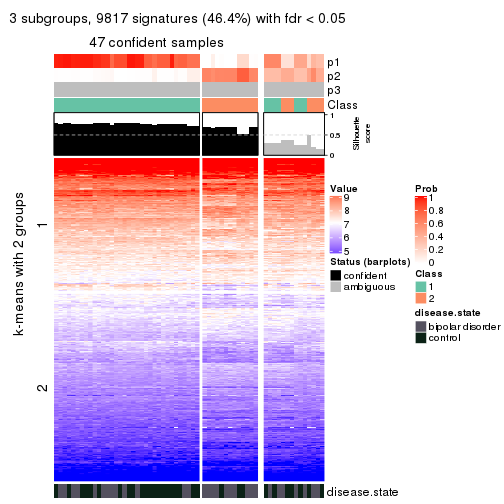 3 subgroups, 9817 signatures (46.4%) with fdr < 0.05
47 confident samples
p1
p2
p3
Class
1
0.5
0
Silhouette
score
k-means with 2 groups
1
2
disease.state
Value
9
8
7
6
5
Status (barplots)
confident
ambiguous
Prob
1
0.8
0.6
0.4
0.2
0
Class
1
2
disease.state
bipolar disorder
control